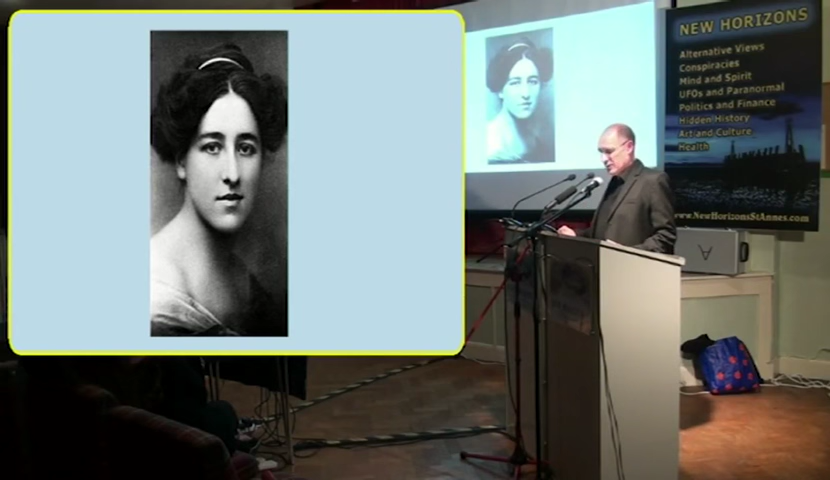 NEW HORIZONS
Alternative Views
Conspiracies
Mind and Spirit
UFOs and Paranormal
Politics and Finance
Hidden History
Art and Culture
Health
www.NewHorizonsStAnnes.com